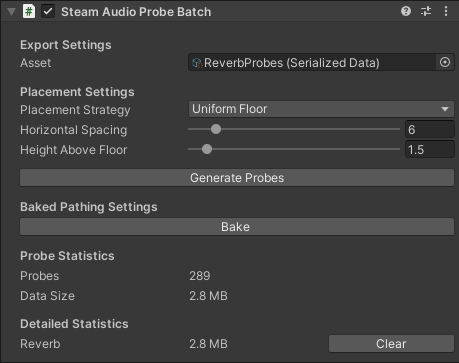 Steam Audio Probe Batch
Export Settings
Asset ReverbProbes (Serialized Data)
Placement Settings
Placement Strategy Uniform Floor
Horizontal Spacing 6
Height Above Floor 1.5
Generate Probes
Baked Pathing Settings
Bake
Probe Statistics
Probes 289
Data Size 2.8 MB
Detailed Statistics
Reverb 2.8 MB Clear